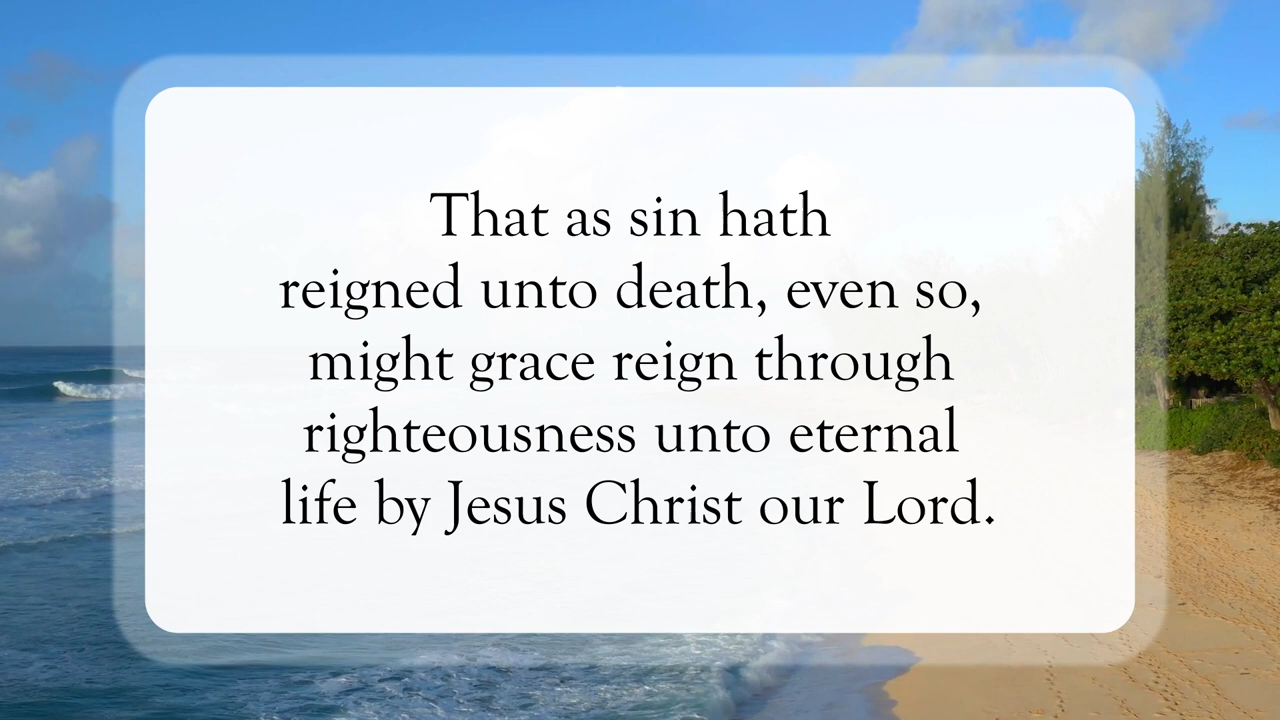 That as sin hath
reigned unto death, even so,
might grace reign through
righteousness unto eternal
life by Jesus Christ our Lord.